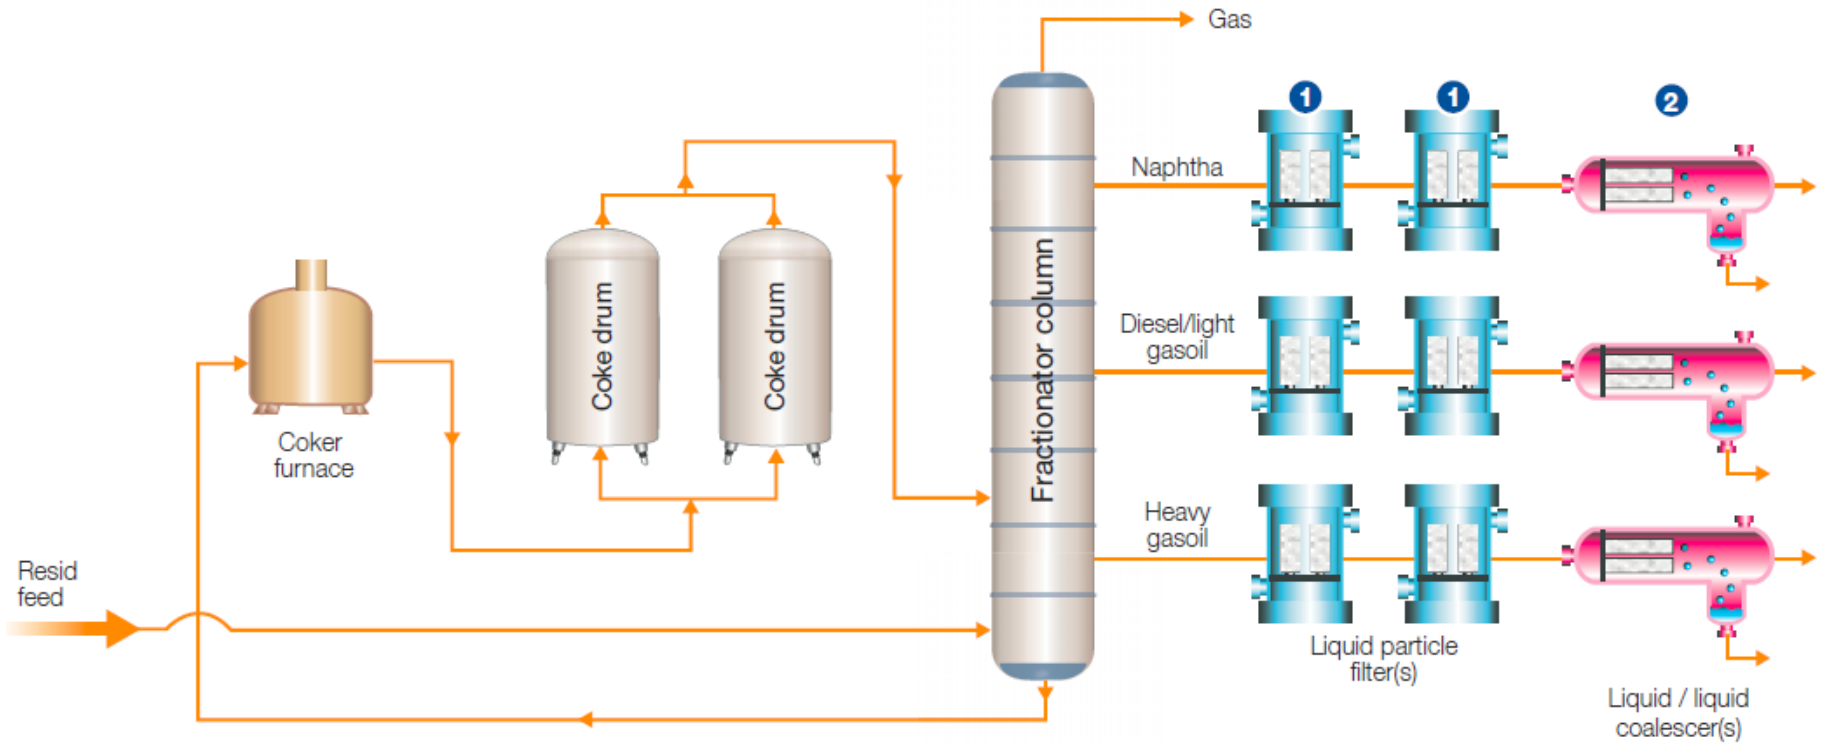 Gas
1
1
2
Naphtha
Diesel/light
gasoil
Heavy
gasoil
Fractionator column
Coke drum
Coke drum
Coker
furnace
Resid
feed
Liquid particle
filter(s)
Liquid / liquid
coalescer(s)